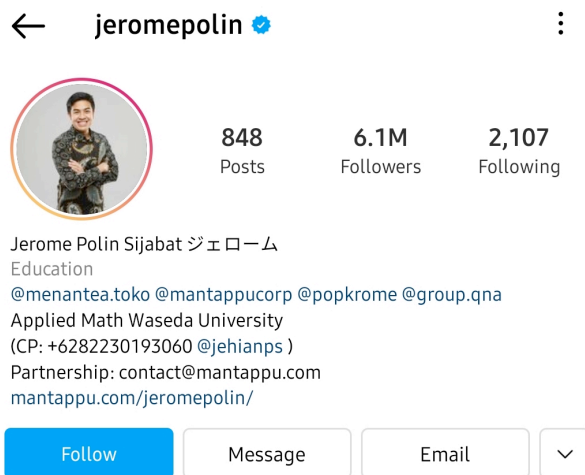 jeromepolin
848
Posts
6.1M
Followers
2,107
Following
Jerome Polin Sijabat ジェローム
Education
@menantea.toko @mantappucorp @popkrome @group.qna
Applied Math Waseda University
(CP: +6282230193060 @jehianps )
Partnership: contact@mantappu.com
mantappu.com/jeromepolin/
Follow
Message
Email